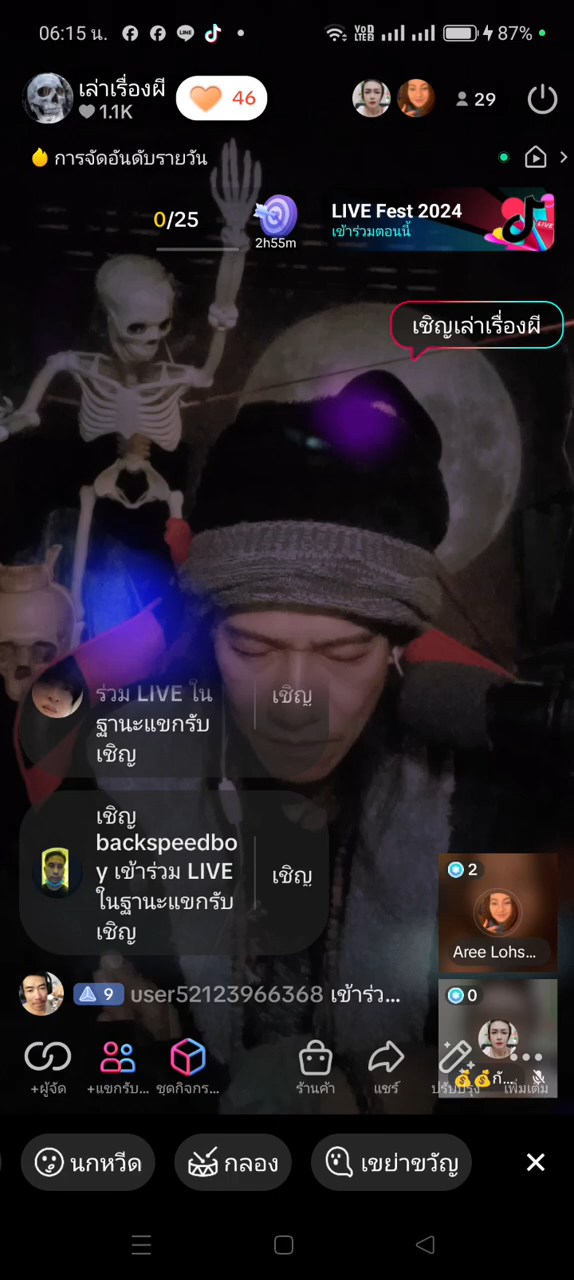 06:15 น.
VoD
LTE2
87%
เล่าเรื่องผี
1.1K
46
29
การจัดอันดับรายวัน
0/25
2h55m
LIVE Fest 2024
เข้าร่วมตอนนี้
LIVE
เชิญเล่าเรื่องผี
ร่วม LIVE ใน
ฐานะแขกรับ
เชิญ
เชิญ
เชิญ
backspeedbo
y เข้าร่วม LIVE
ในฐานะแขกรับ
เชิญ
เชิญ
2
Aree Lohs...
9 user52123966368 เข้าร่ว...
0
กั...
+ผู้จัด
+แขกรับ...
ชุดกิจกร...
ร้านค้า
แชร์
ปรับปรุง
เพิ่มเติม
นกหวีด
กลอง
เขย่าขวัญ